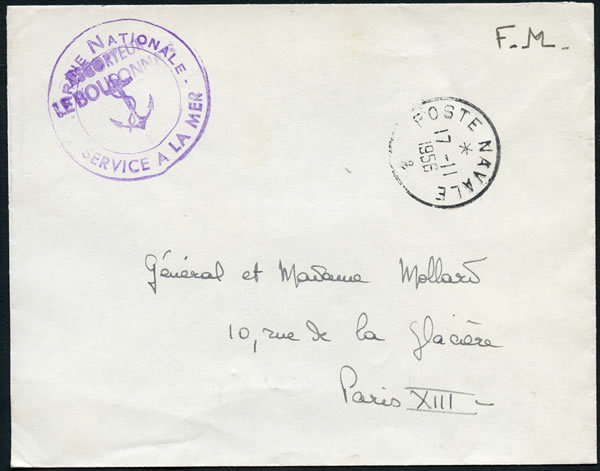 MARINE NATIONALE -
ESCORTEUR
LE BOURDONNAIS
SERVICE A LA MER
F.M.
POSTE NAVALE
*
17-11
1956
Général et Madame Mollard
10, rue de la Glacière
Paris XIII -